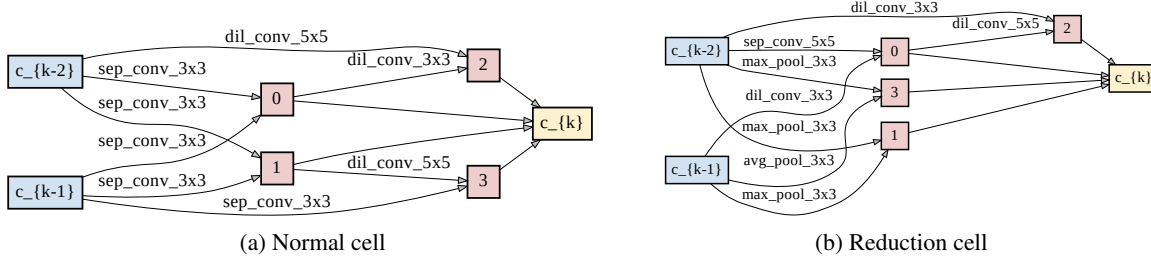 dil_conv_5x5
c_{k-2}
sep_conv_3x3
sep_conv_3x3
dil_conv_3x3
2
0
c_{k}
sep_conv_3x3
1
dil_conv_5x5
c_{k-1}
sep_conv_3x3
3
sep_conv_3x3
(a) Normal cell
dil_conv_3x3
dil_conv_5x5
2
c_{k-2}
sep_conv_5x5
0
max_pool_3x3
c_{k}
dil_conv_3x3
3
max_pool_3x3
1
c_{k-1}
avg_pool_3x3
max_pool_3x3
(b) Reduction cell